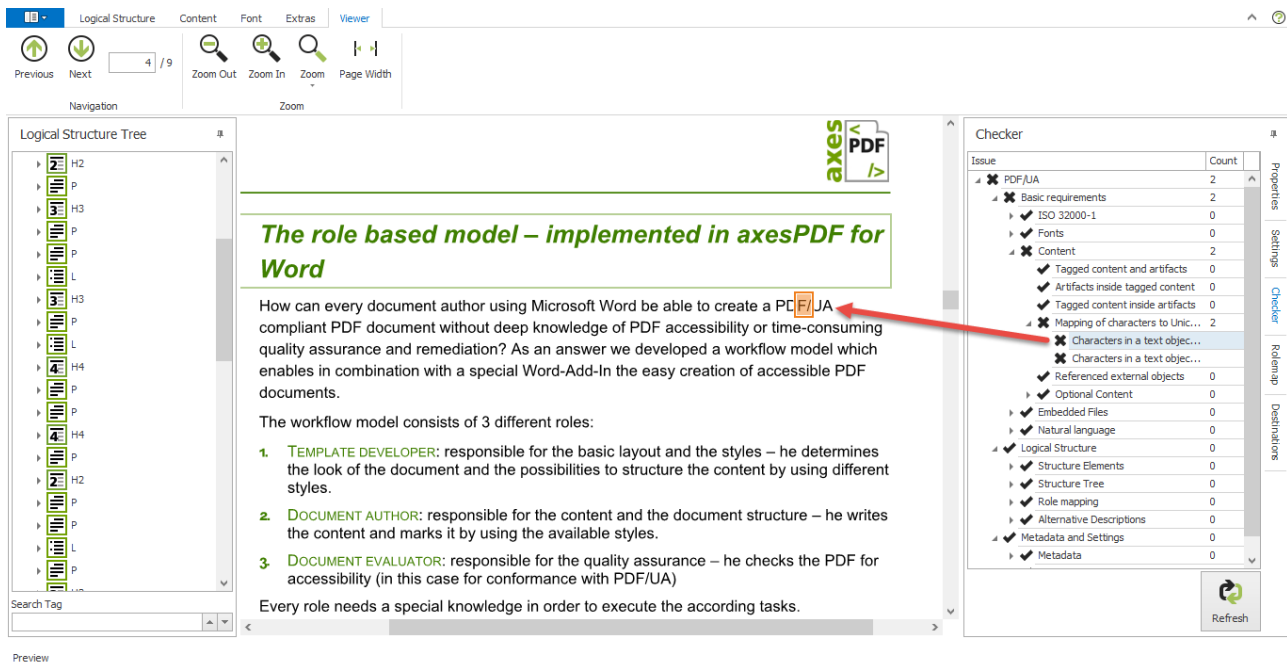 Logical Structure Content Font Extras Viewer
Previous Next 4 / 9 Zoom Out Zoom In Zoom Page Width
Navigation Zoom
Logical Structure Tree
H2
P
H3
P
P
L
H3
P
L
H4
P
P
H4
P
H2
P
P
L
P
Search Tag
Preview
axes
< PDF />
The role based model – implemented in axesPDF for
Word
How can every document author using Microsoft Word be able to create a PDF/UA
compliant PDF document without deep knowledge of PDF accessibility or time-consuming
quality assurance and remediation? As an answer we developed a workflow model which
enables in combination with a special Word-Add-In the easy creation of accessible PDF
documents.
The workflow model consists of 3 different roles:
1. TEMPLATE DEVELOPER: responsible for the basic layout and the styles – he determines
the look of the document and the possibilities to structure the content by using different
styles.
2. DOCUMENT AUTHOR: responsible for the content and the document structure – he writes
the content and marks it by using the available styles.
3. DOCUMENT EVALUATOR: responsible for the quality assurance – he checks the PDF for
accessibility (in this case for conformance with PDF/UA)
Every role needs a special knowledge in order to execute the according tasks.
Checker
Issue Count
PDF/UA 2
Basic requirements 2
ISO 32000-1 0
Fonts 0
Content 2
Tagged content and artifacts 0
Artifacts inside tagged content 0
Tagged content inside artifacts 0
Mapping of characters to Unic... 2
Characters in a text objec...
Characters in a text objec...
Referenced external objects 0
Optional Content 0
Embedded Files 0
Natural language 0
Logical Structure 0
Structure Elements 0
Structure Tree 0
Role mapping 0
Alternative Descriptions 0
Metadata and Settings 0
Metadata 0
Refresh
Properties
Settings
Checker
Rolemap
Destinations